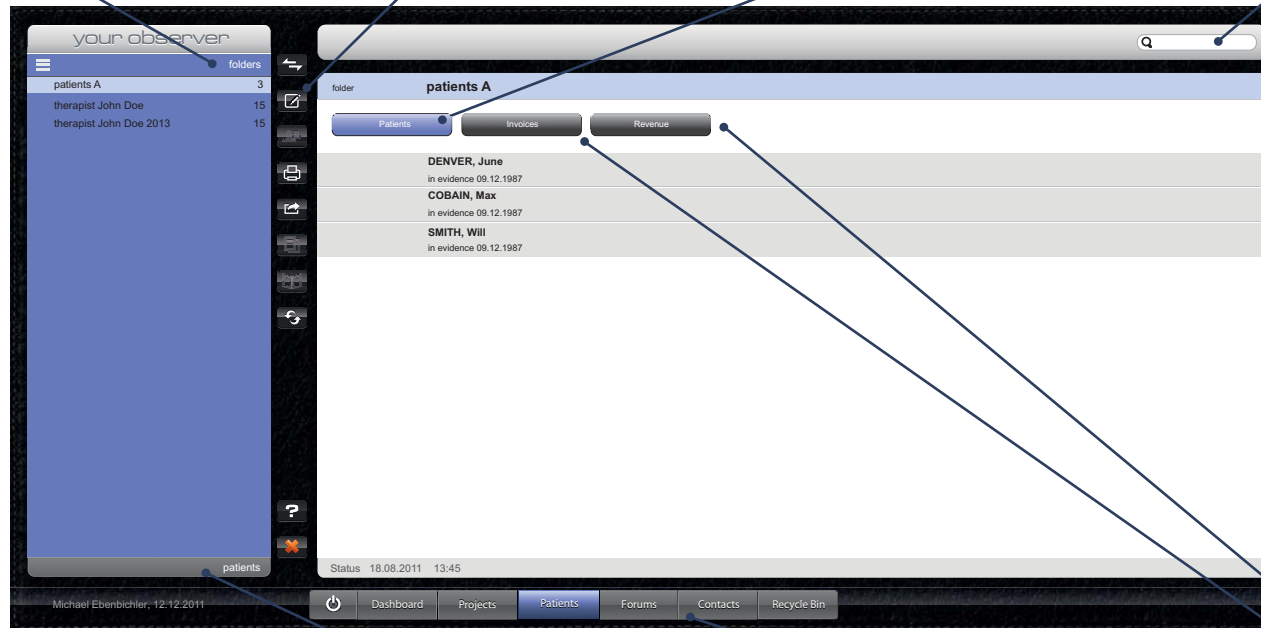 your observer
folders
patients A 3
therapist John Doe 15
therapist John Doe 2013 15
folder patients A
Patients Invoices Revenue
DENVER, June
in evidence 09.12.1987
COBAIN, Max
in evidence 09.12.1987
SMITH, Will
in evidence 09.12.1987
?
patients
Status 18.08.2011 13:45
Michael Ebenbichler, 12.12.2011
Dashboard Projects Patients Forums Contacts Recycle Bin